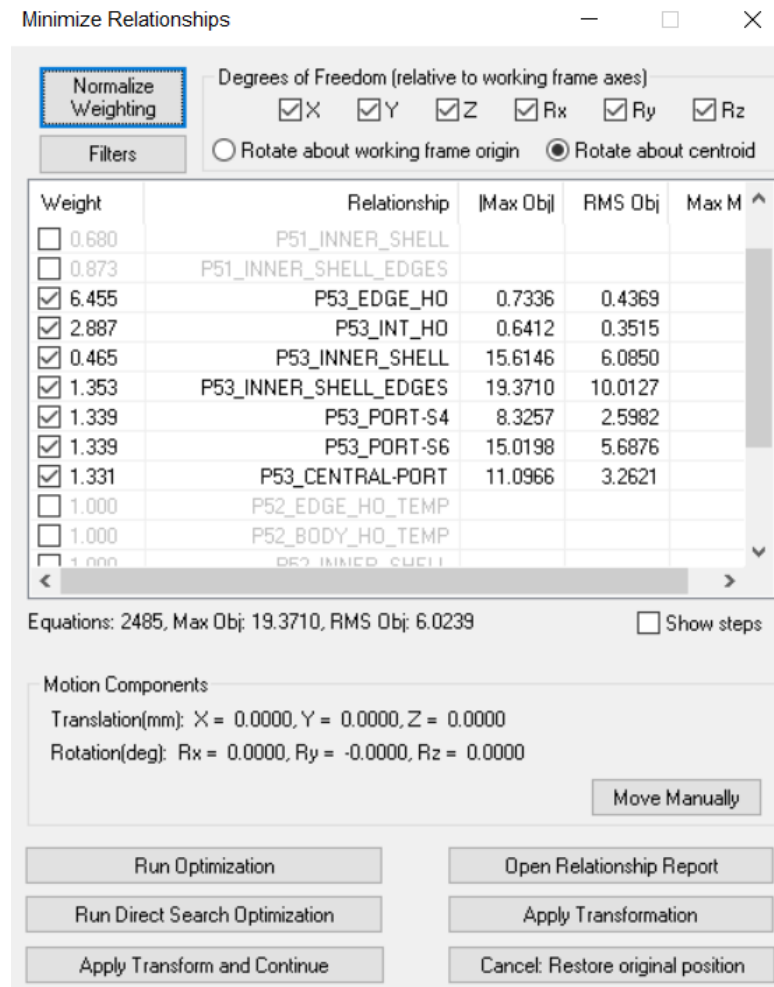 Minimize Relationships
Normalize Weighting
Degrees of Freedom (relative to working frame axes)
X Y Z Rx Ry Rz
Filters
Rotate about working frame origin Rotate about centroid
Weight Relationship |Max Obj| RMS Obj Max M
0.680 P51_INNER_SHELL
0.873 P51_INNER_SHELL_EDGES
6.455 P53_EDGE_HO 0.7336 0.4369
2.887 P53_INT_HO 0.6412 0.3515
0.465 P53_INNER_SHELL 15.6146 6.0850
1.353 P53_INNER_SHELL_EDGES 19.3710 10.0127
1.339 P53_PORT-S4 8.3257 2.5982
1.339 P53_PORT-S6 15.0198 5.6876
1.331 P53_CENTRAL-PORT 11.0966 3.2621
1.000 P52_EDGE_HO_TEMP
1.000 P52_BODY_HO_TEMP
1.000 P52_INNER_SHELL
Equations: 2485, Max Obj: 19.3710, RMS Obj: 6.0239
Show steps
Motion Components
Translation(mm): X = 0.0000, Y = 0.0000, Z = 0.0000
Rotation(deg): Rx = 0.0000, Ry = -0.0000, Rz = 0.0000
Move Manually
Run Optimization Open Relationship Report
Run Direct Search Optimization Apply Transformation
Apply Transform and Continue Cancel: Restore original position